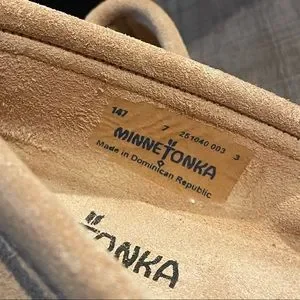 147 7 251040 003 3
MINNETONKA
Made in Dominican Republic
TONKA